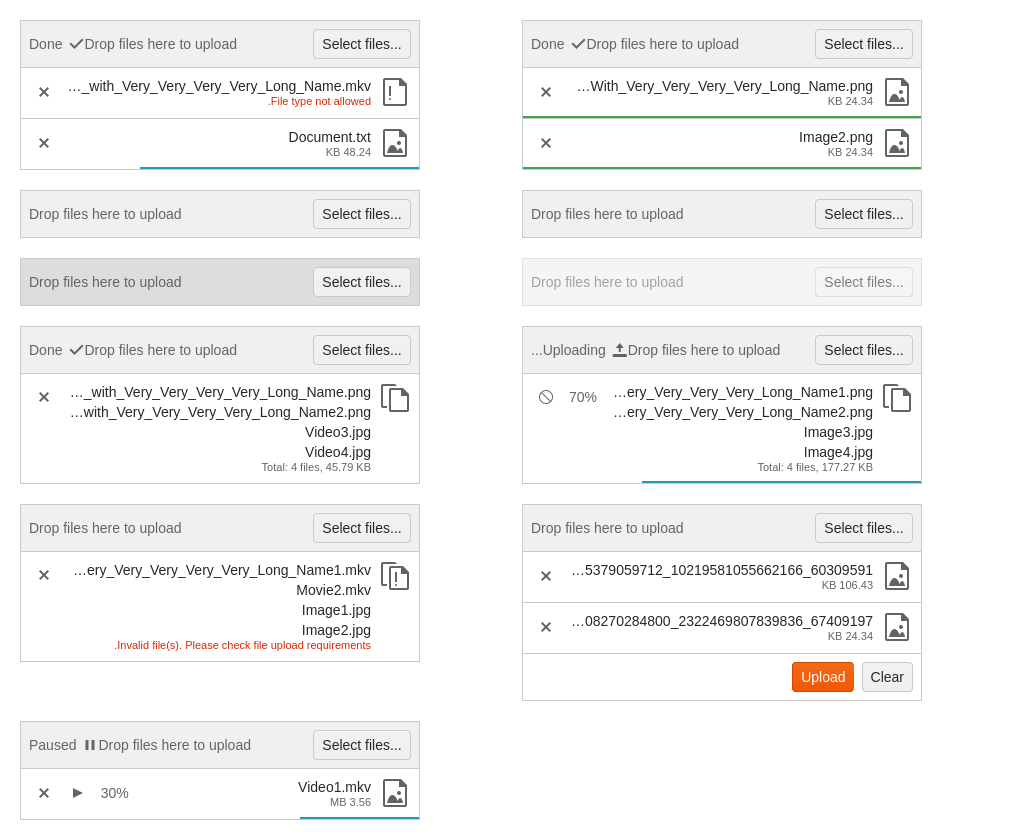 Done Drop files here to upload Select files...
..._with_Very_Very_Very_Very_Long_Name.mkv
.File type not allowed
Document.txt
KB 48.24
Done Drop files here to upload Select files...
...With_Very_Very_Very_Very_Long_Name.png
KB 24.34
Image2.png
KB 24.34
Drop files here to upload Select files...
Drop files here to upload Select files...
Drop files here to upload Select files...
Drop files here to upload Select files...
Done Drop files here to upload Select files...
..._with_Very_Very_Very_Very_Long_Name.png
...with_Very_Very_Very_Very_Long_Name2.png
Video3.jpg
Video4.jpg
Total: 4 files, 45.79 KB
...Uploading Drop files here to upload Select files...
70% ...ery_Very_Very_Very_Long_Name1.png
...ery_Very_Very_Very_Long_Name2.png
Image3.jpg
Image4.jpg
Total: 4 files, 177.27 KB
Drop files here to upload Select files...
...ery_Very_Very_Very_Very_Long_Name1.mkv
Movie2.mkv
Image1.jpg
Image2.jpg
.Invalid file(s). Please check file upload requirements
Drop files here to upload Select files...
...5379059712_10219581055662166_60309591
KB 106.43
...08270284800_2322469807839836_67409197
KB 24.34
Upload Clear
Paused Drop files here to upload Select files...
30% Video1.mkv
MB 3.56